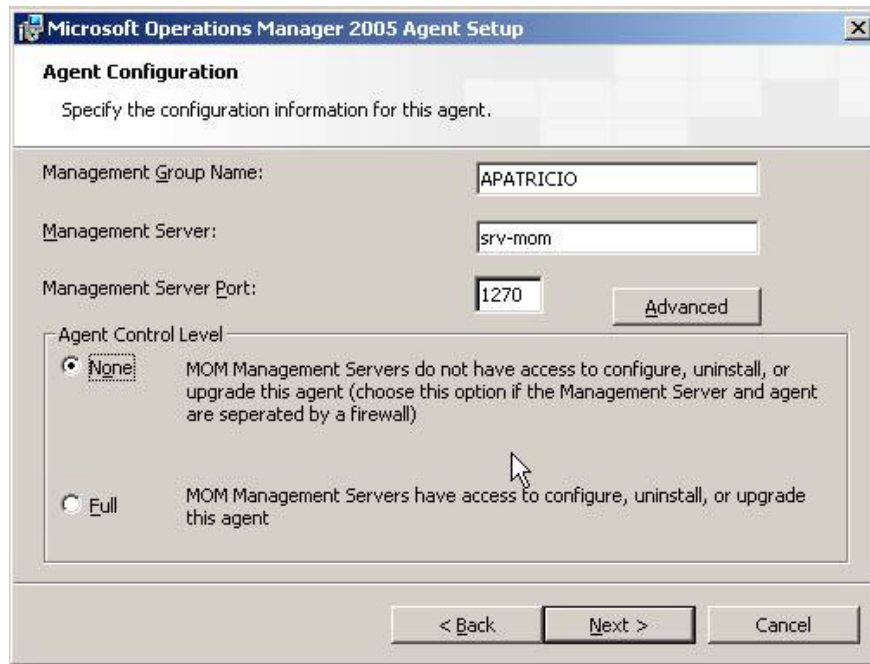 Microsoft Operations Manager 2005 Agent Setup
Agent Configuration
Specify the configuration information for this agent.
Management Group Name:
APATRICIO
Management Server:
srv-mom
Management Server Port:
1270
Advanced
Agent Control Level
None
MOM Management Servers do not have access to configure, uninstall, or
upgrade this agent (choose this option if the Management Server and agent
are seperated by a firewall)
Full
MOM Management Servers have access to configure, uninstall, or upgrade
this agent
< Back
Next >
Cancel